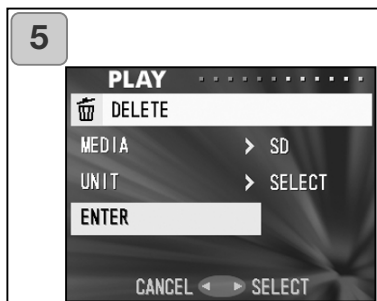 5
PLAY
DELETE
MEDIA > SD
UNIT > SELECT
ENTER
CANCEL ◄ ► SELECT